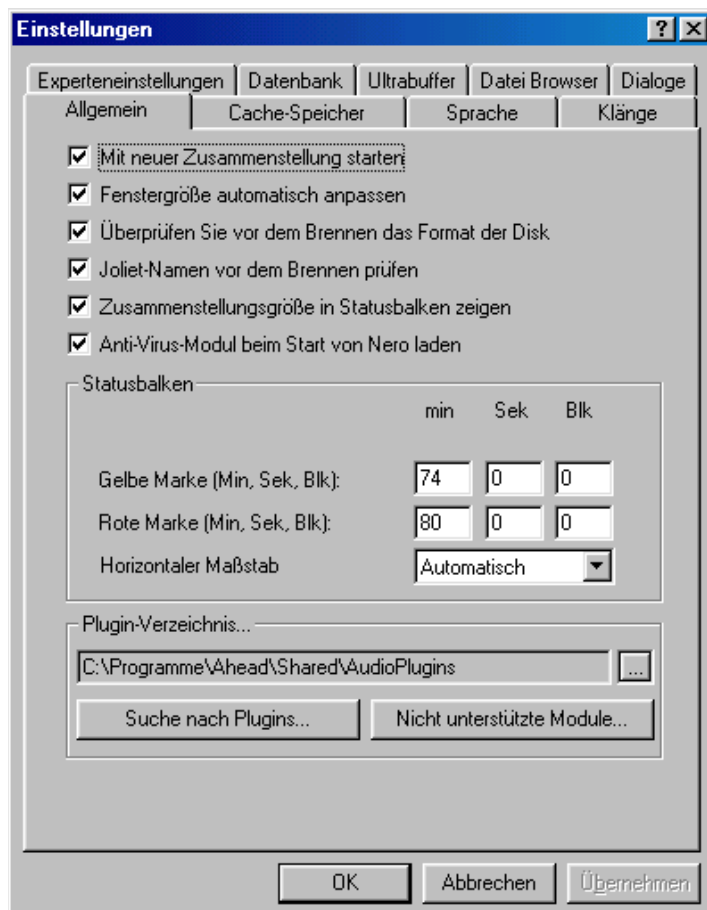 Einstellungen
Experteneinstellungen Datenbank Ultrabuffer Datei Browser Dialoge
Allgemein Cache-Speicher Sprache Klänge
Mit neuer Zusammenstellung starten
Fenstergröße automatisch anpassen
Überprüfen Sie vor dem Brennen das Format der Disk
Joliet-Namen vor dem Brennen prüfen
Zusammenstellungsgröße in Statusbalken zeigen
Anti-Virus-Modul beim Start von Nero laden
Statusbalken
min Sek Blk
Gelbe Marke (Min, Sek, Blk): 74 0 0
Rote Marke (Min, Sek, Blk): 80 0 0
Horizontaler Maßstab Automatisch
Plugin-Verzeichnis...
C:\Programme\Ahead\Shared\AudioPlugins ...
Suche nach Plugins... Nicht unterstützte Module...
OK Abbrechen Übernehmen